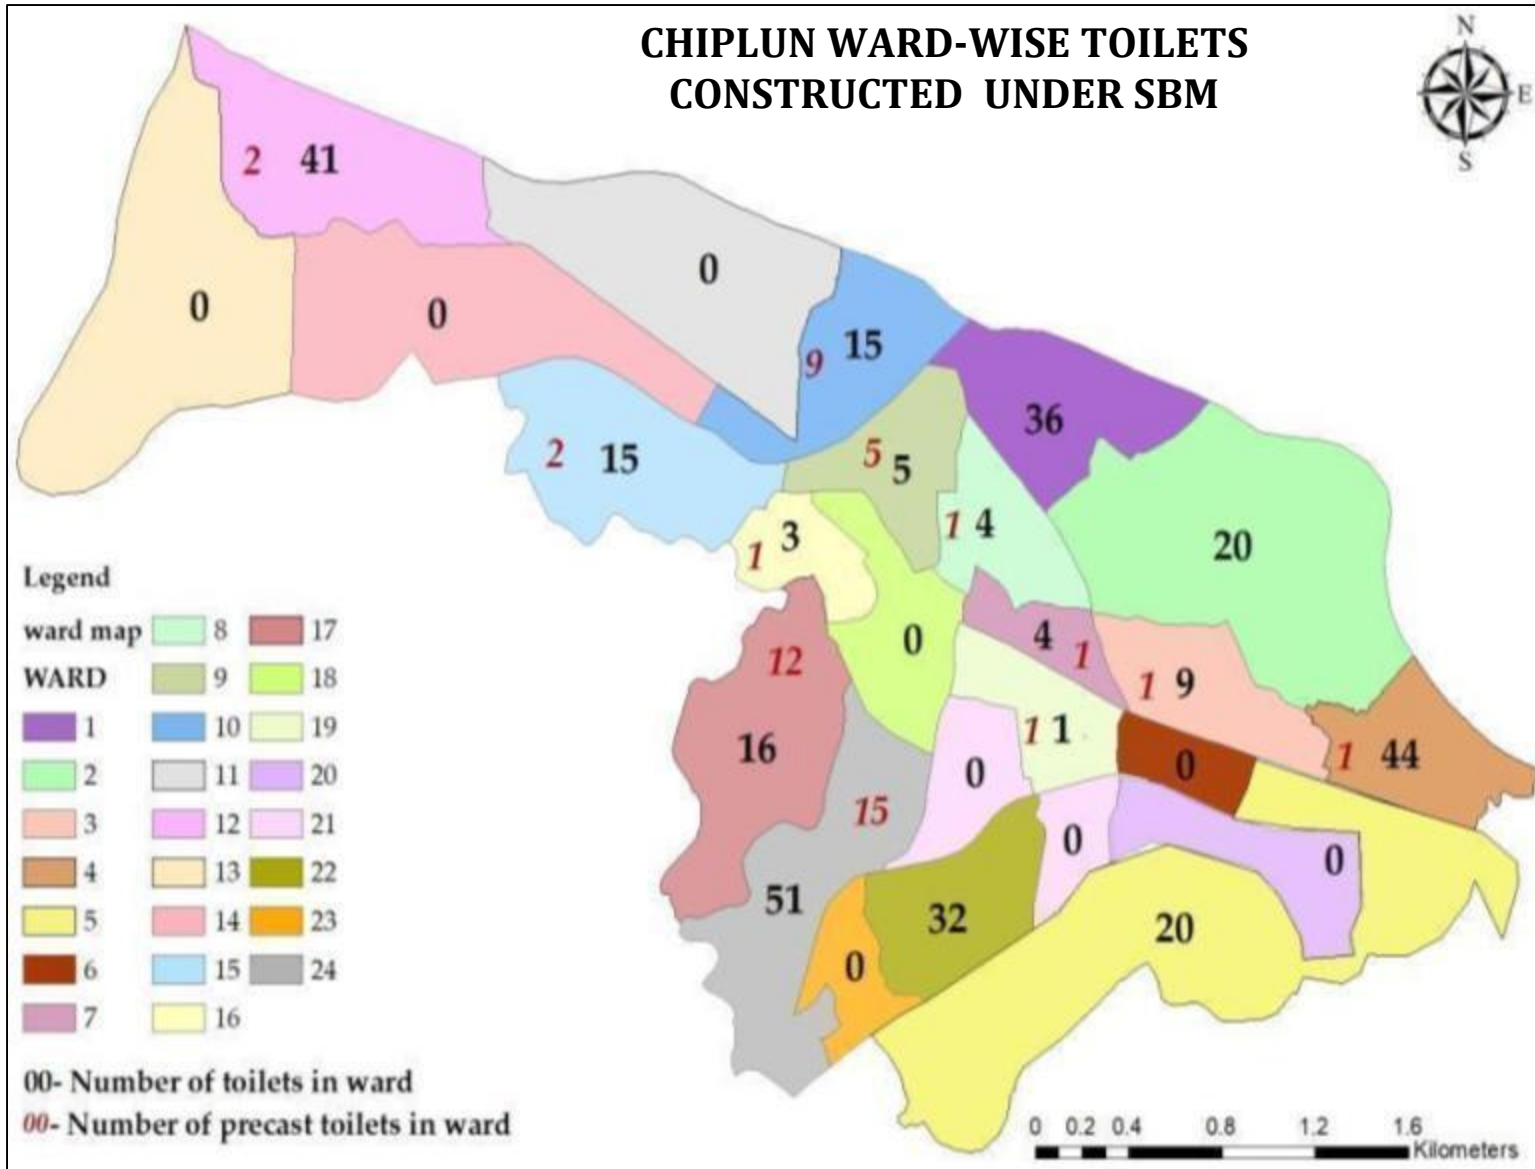 CHIPLUN WARD-WISE TOILETS
CONSTRUCTED UNDER SBM
N
E
S
2 41
0
0
0
9 15
36
2 15
5 5
1 4
20
1 3
0
4 1
1 9
12
16
1 1
0
0
1 44
15
0
0
51
32
20
0
Legend
ward map 8 17
WARD 9 18
1 10 19
2 11 20
3 12 21
4 13 22
5 14 23
6 15 24
7 16
00- Number of toilets in ward
00- Number of precast toilets in ward
0 0.2 0.4 0.8 1.2 1.6
Kilometers